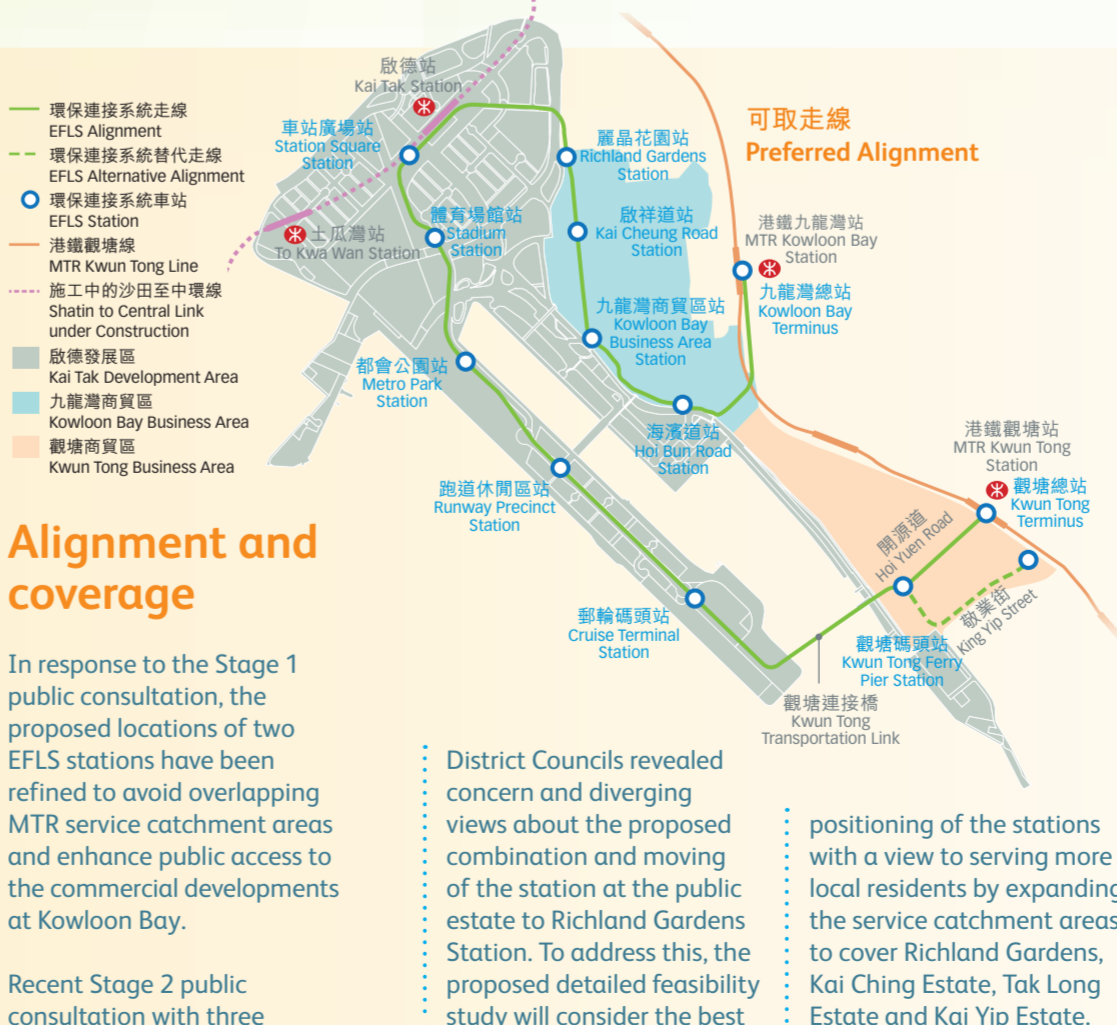 環保連接系統走線
EFLS Alignment
環保連接系統替代走線
EFLS Alternative Alignment
環保連接系統車站
EFLS Station
港鐵觀塘線
MTR Kwun Tong Line
施工中的沙田至中環線
Shatin to Central Link
under Construction
啟德發展區
Kai Tak Development Area
九龍灣商貿區
Kowloon Bay Business Area
觀塘商貿區
Kwun Tong Business Area
可取走線
Preferred Alignment
啟德站
Kai Tak Station
車站廣場站
Station Square
Station
土瓜灣站
To Kwa Wan Station
體育場館站
Stadium
Station
麗晶花園站
Richland Gardens
Station
啟祥道站
Kai Cheung Road
Station
九龍灣商貿區站
Kowloon Bay
Business Area
Station
港鐵九龍灣站
MTR Kowloon Bay
Station
九龍灣總站
Kowloon Bay
Terminus
都會公園站
Metro Park
Station
海濱道站
Hoi Bun Road
Station
跑道休閒區站
Runway Precinct
Station
郵輪碼頭站
Cruise Terminal
Station
港鐵觀塘站
MTR Kwun Tong
Station
觀塘總站
Kwun Tong
Terminus
開源道
Hoi Yuen Road
敬業街
King Yip Street
觀塘碼頭站
Kwun Tong Ferry
Pier Station
觀塘連接橋
Kwun Tong
Transportation Link
Alignment and
coverage
In response to the Stage 1
public consultation, the
proposed locations of two
EFLS stations have been
refined to avoid overlapping
MTR service catchment areas
and enhance public access to
the commercial developments
at Kowloon Bay.
Recent Stage 2 public
consultation with three
District Councils revealed
concern and diverging
views about the proposed
combination and moving
of the station at the public
estate to Richland Gardens
Station. To address this, the
proposed detailed feasibility
study will consider the best
positioning of the stations
with a view to serving more
local residents by expanding
the service catchment areas
to cover Richland Gardens,
Kai Ching Estate, Tak Long
Estate and Kai Yip Estate.